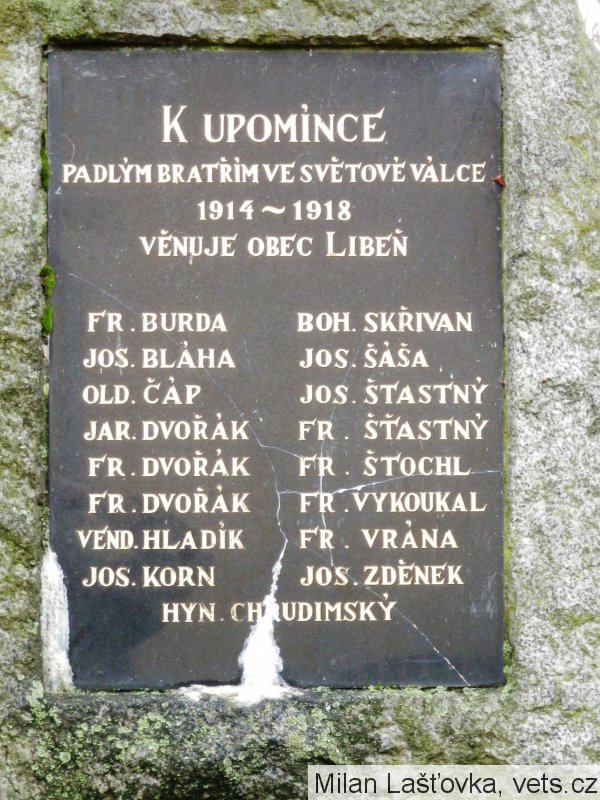 K UPOMÍNCE
PADLÝM BRATŘÍM VE SVĚTOVÉ VÁLCE
1914 ~ 1918
VĚNUJE OBEC LIBEŇ
FR. BURDA
JOS. BLÁHA
OLD. ČÁP
JAR. DVOŘÁK
FR. DVOŘÁK
FR. DVOŘÁK
VEND. HLADÍK
JOS. KORN
BOH. SKŘIVAN
JOS. ŠÁŠA
JOS. ŠŤASTNÝ
FR. ŠŤASTNÝ
FR. ŠTOCHL
FR. VYKOUKAL
FR. VRÁNA
JOS. ZDĚNEK
HYN. CHRUDIMSKÝ
Milan Lašťovka, vets.cz